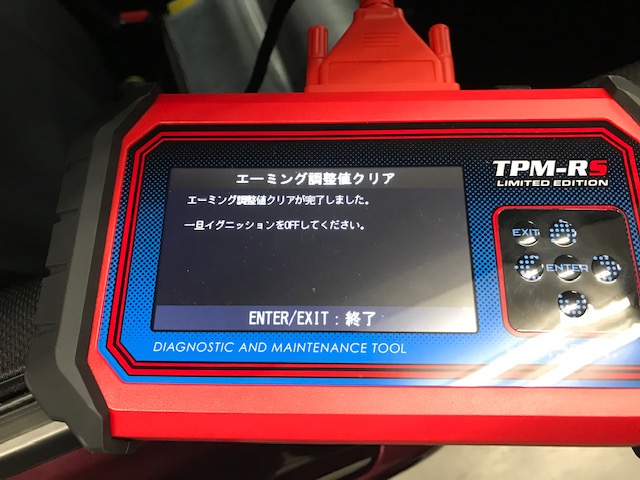 エーミング調整値クリア
エーミング調整値クリアが完了しました。
一旦イグニッションをOFFしてください。
ENTER/EXIT：終了
TPM-RS
LIMITED EDITION
EXIT
ENTER
DIAGNOSTIC AND MAINTENANCE TOOL